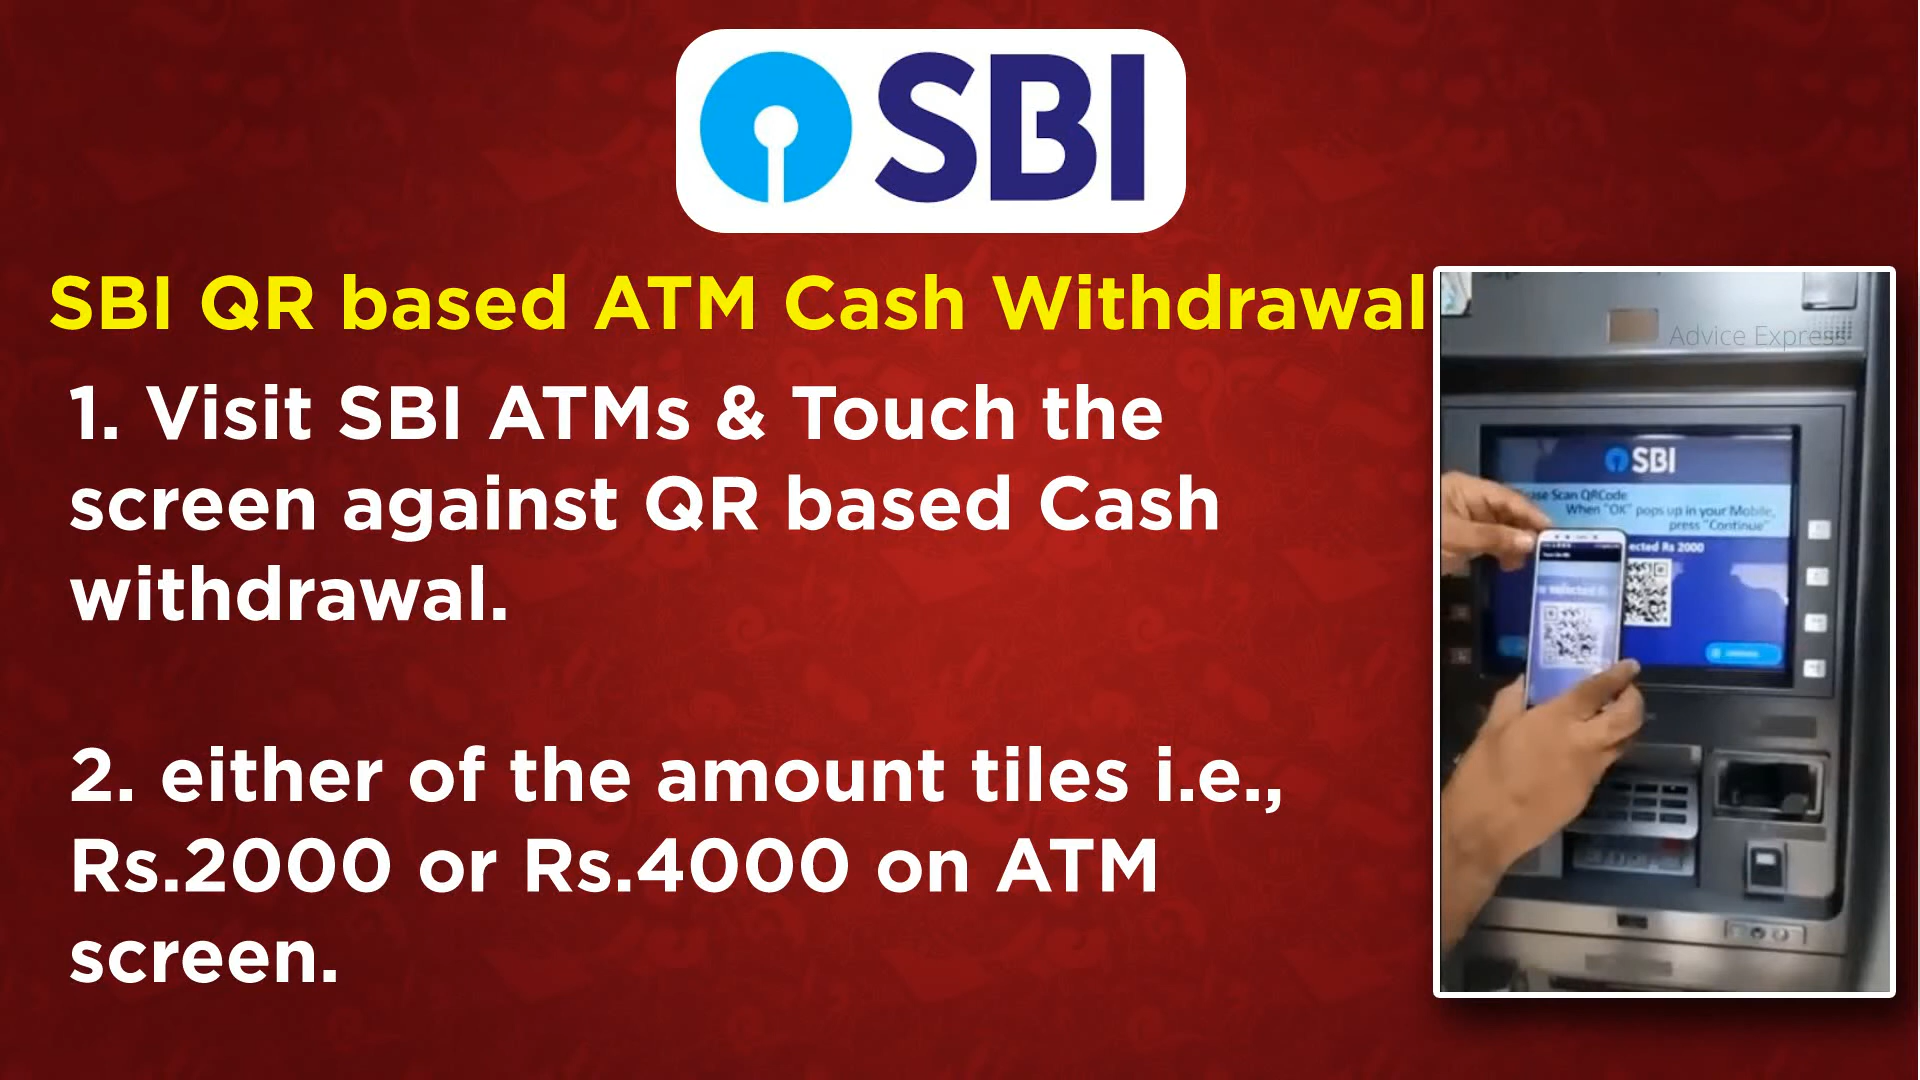 SBI
SBI QR based ATM Cash Withdrawal
1. Visit SBI ATMs & Touch the
screen against QR based Cash
withdrawal.
2. either of the amount tiles i.e.,
Rs.2000 or Rs.4000 on ATM
screen.
Advice Express
SBI
Scan QRCode
When "OK" pops up in your Mobile,
press "Continue"
Rs 2000